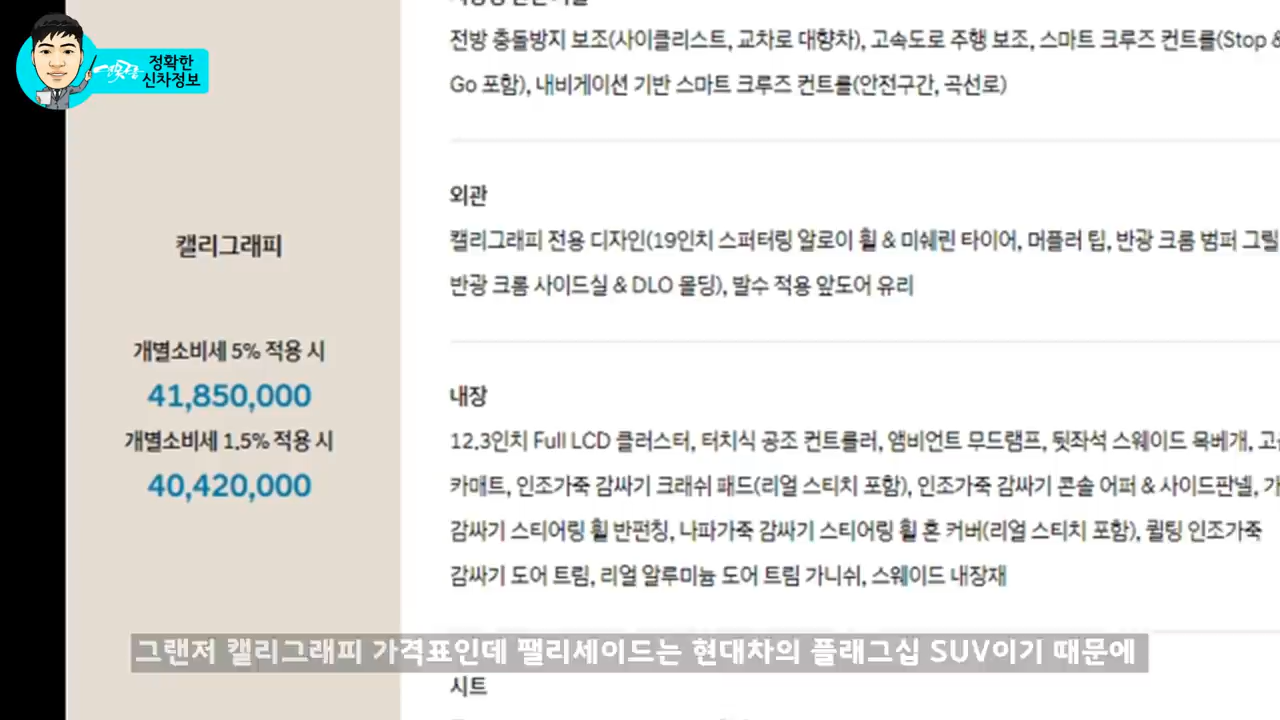 정확한
신차정보
전방 충돌방지 보조(사이클리스트, 교차로 대향차), 고속도로 주행 보조, 스마트 크루즈 컨트롤(Stop &
Go 포함), 내비게이션 기반 스마트 크루즈 컨트롤(안전구간, 곡선로)
외관
캘리그래피
캘리그래피 전용 디자인(19인치 스퍼터링 알로이 휠 & 미쉐린 타이어, 머플러 팁, 반광 크롬 범퍼 그릴
반광 크롬 사이드실 & DLO 몰딩), 발수 적용 앞도어 유리
개별소비세 5% 적용 시
41,850,000
내장
개별소비세 1.5% 적용 시
40,420,000
12.3인치 Full LCD 클러스터, 터치식 공조 컨트롤러, 앰비언트 무드램프, 뒷좌석 스웨이드 목베개,
카매트, 인조가죽 감싸기 크래쉬 패드(리얼 스티치 포함), 인조가죽 감싸기 콘솔 어퍼 & 사이드판넬,
감싸기 스티어링 휠 반펀칭, 나파가죽 감싸기 스티어링 휠 혼 커버(리얼 스티치 포함), 퀼팅 인조가죽
감싸기 도어 트림, 리얼 알루미늄 도어 트림 가니쉬, 스웨이드 내장재
그랜저 캘리그래피 가격표인데 팰리세이드는 현대차의 플래그십 SUV이기 때문에
시트